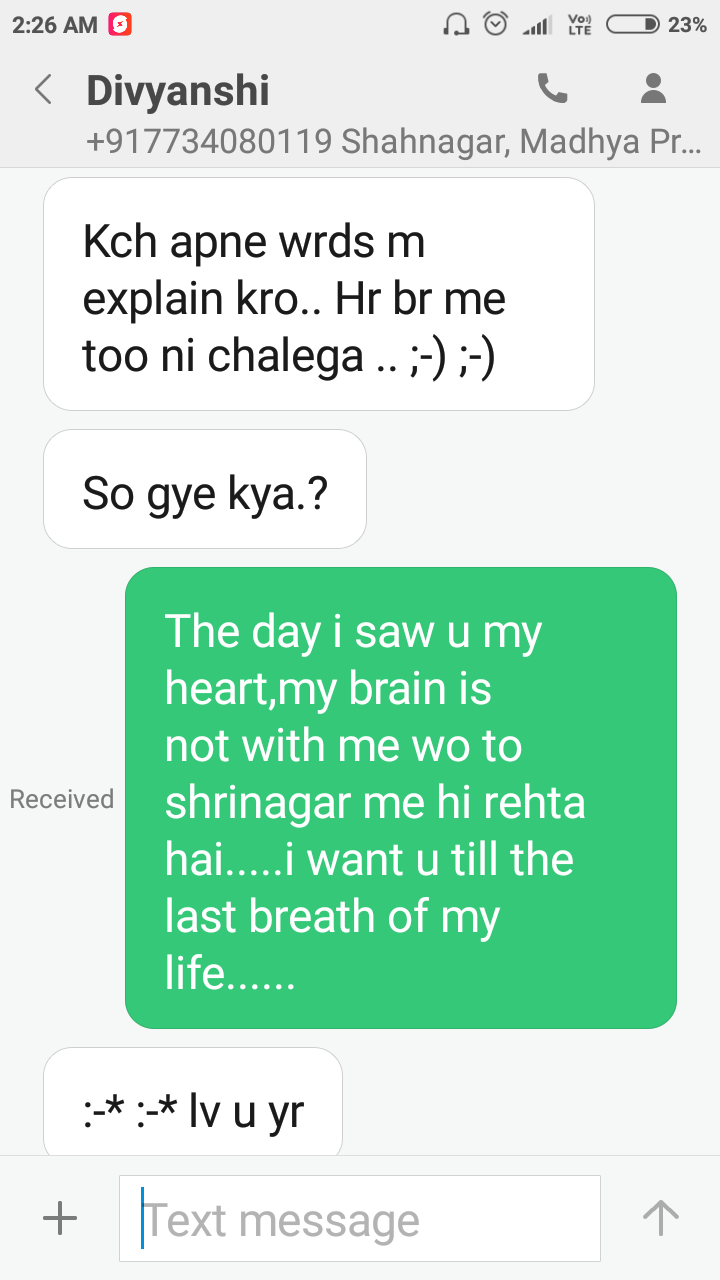 2:26 AM VoLTE 23%
Divyanshi
+917734080119 Shahnagar, Madhya Pr...
Kch apne wrds m
explain kro.. Hr br me
too ni chalega .. ;-) ;-)
So gye kya.?
The day i saw u my
heart,my brain is
not with me wo to
Received
shrinagar me hi rehta
hai.....i want u till the
last breath of my
life......
:-* :-* lv u yr
Text message